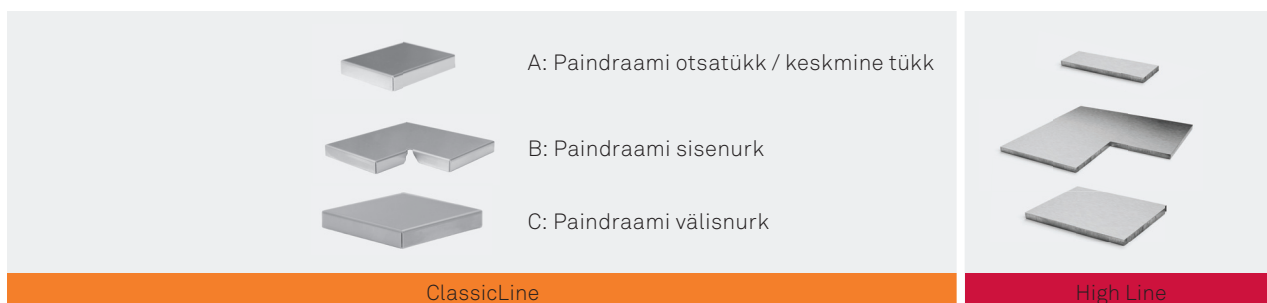 A: Paindraami otsatükk / keskmine tükk
B: Paindraami sisenurk
C: Paindraami välisnurk
ClassicLine
High Line